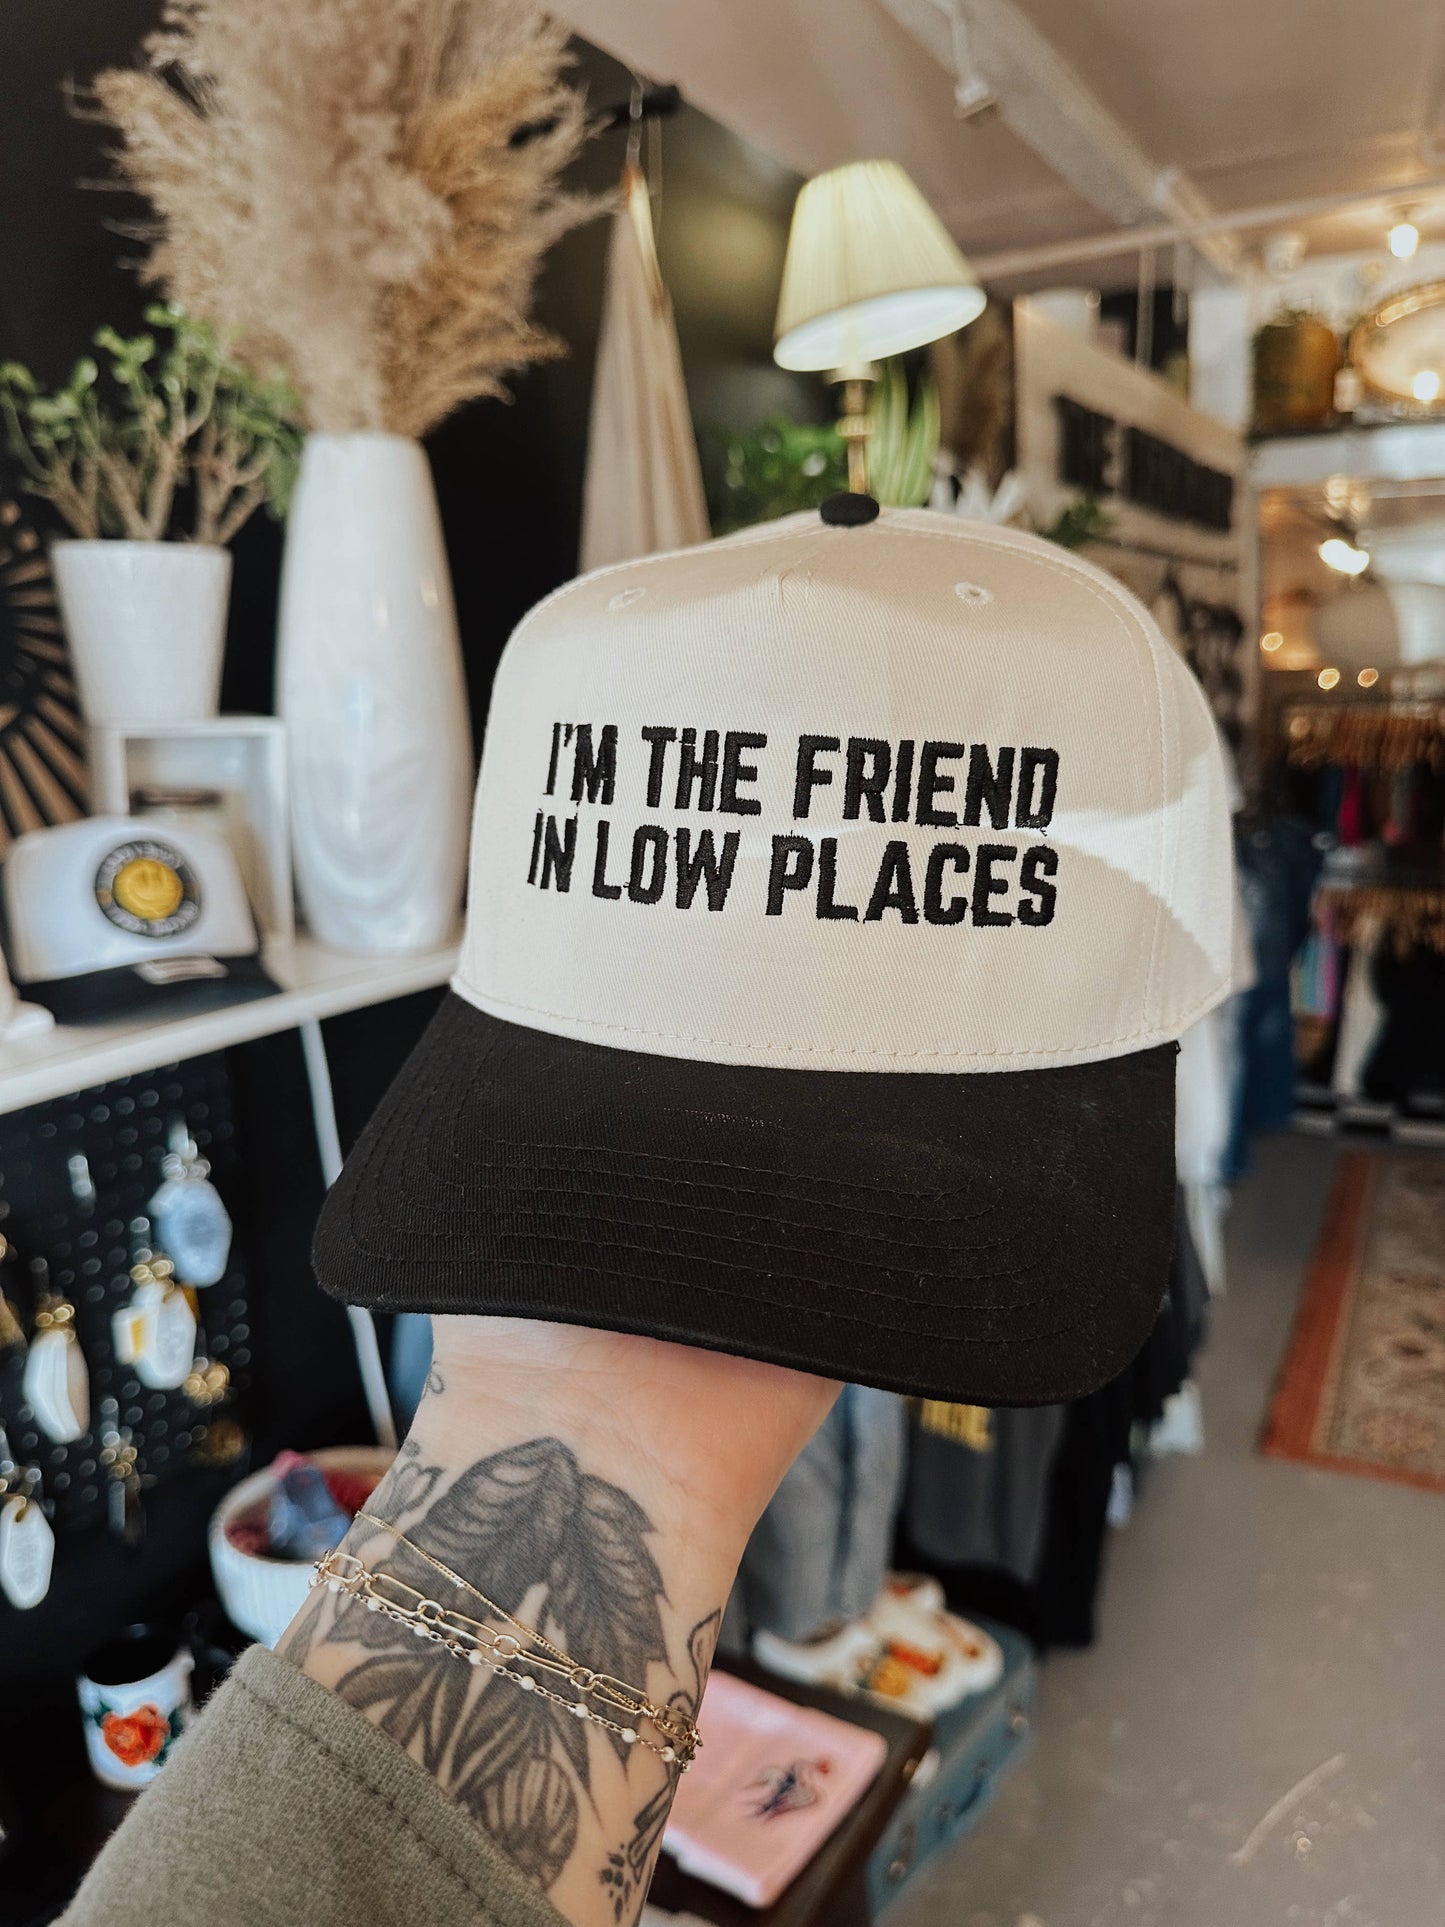 I'M THE FRIEND
IN LOW PLACES